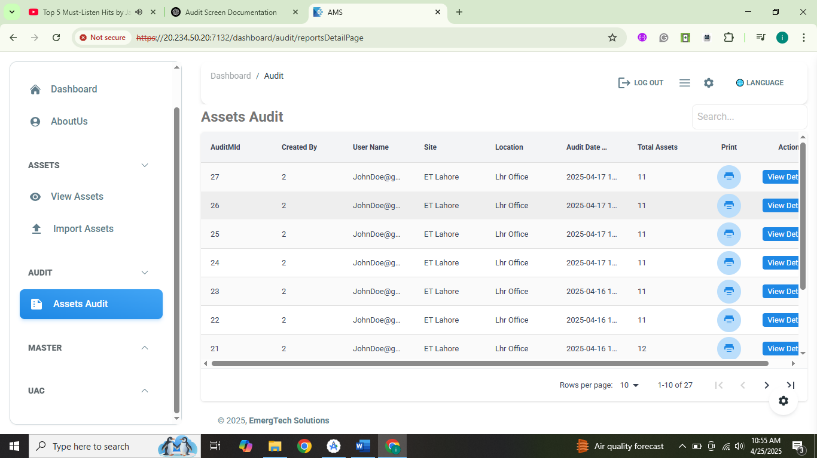 Top 5 Must-Listen Hits by J
Audit Screen Documentation
AMS
Not secure
https://20.234.50.20:7132/dashboard/audit/reportsDetailPage
i
Dashboard
AboutUs
ASSETS
View Assets
Import Assets
AUDIT
Assets Audit
MASTER
UAC
Dashboard / Audit
LOG OUT
LANGUAGE
Assets Audit
Search...
AuditMId Created By User Name Site Location Audit Date ... Total Assets Print Action
27 2 JohnDoe@g... ET Lahore Lhr Office 2025-04-17 1... 11 View Det
26 2 JohnDoe@g... ET Lahore Lhr Office 2025-04-17 1... 11 View Det
25 2 JohnDoe@g... ET Lahore Lhr Office 2025-04-17 1... 11 View Det
24 2 JohnDoe@g... ET Lahore Lhr Office 2025-04-17 1... 11 View Det
23 2 JohnDoe@g... ET Lahore Lhr Office 2025-04-16 1... 11 View Det
22 2 JohnDoe@g... ET Lahore Lhr Office 2025-04-16 1... 11 View Det
21 2 JohnDoe@g... ET Lahore Lhr Office 2025-04-16 1... 12 View Det
Rows per page: 10 1-10 of 27
© 2025, EmergTech Solutions
Type here to search
Air quality forecast
10:55 AM
4/25/2025
3